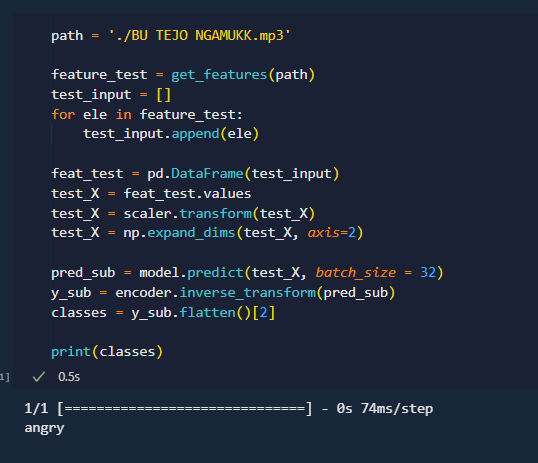 path = './BU TEJO NGAMUKK.mp3'
feature_test = get_features(path)
test_input = []
for ele in feature_test:
    test_input.append(ele)
feat_test = pd.DataFrame(test_input)
test_X = feat_test.values
test_X = scaler.transform(test_X)
test_X = np.expand_dims(test_X, axis=2)
pred_sub = model.predict(test_X, batch_size = 32)
y_sub = encoder.inverse_transform(pred_sub)
classes = y_sub.flatten()[2]
print(classes)
1] ✓ 0.5s
1/1 [==============================] - 0s 74ms/step
angry